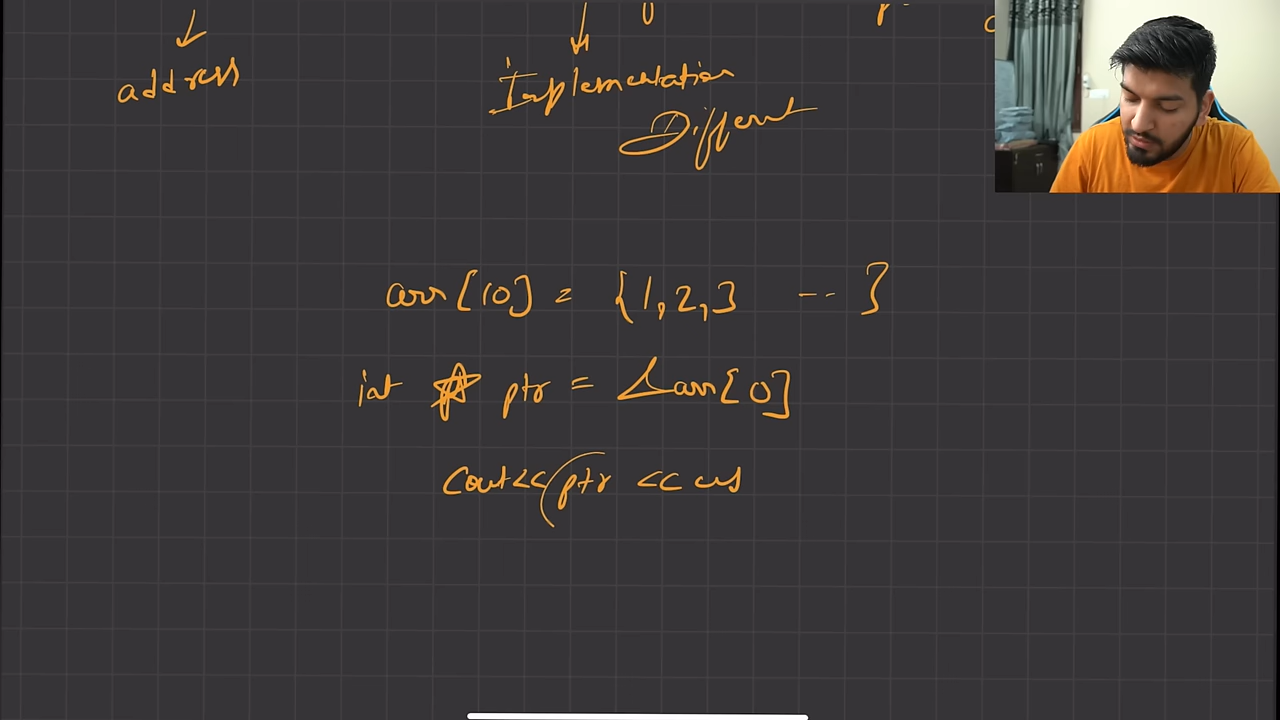 address
Implementation
Different
arr[10] = {1,2,3 -- }
int * ptr = &arr[0]
cout<<(ptr <<